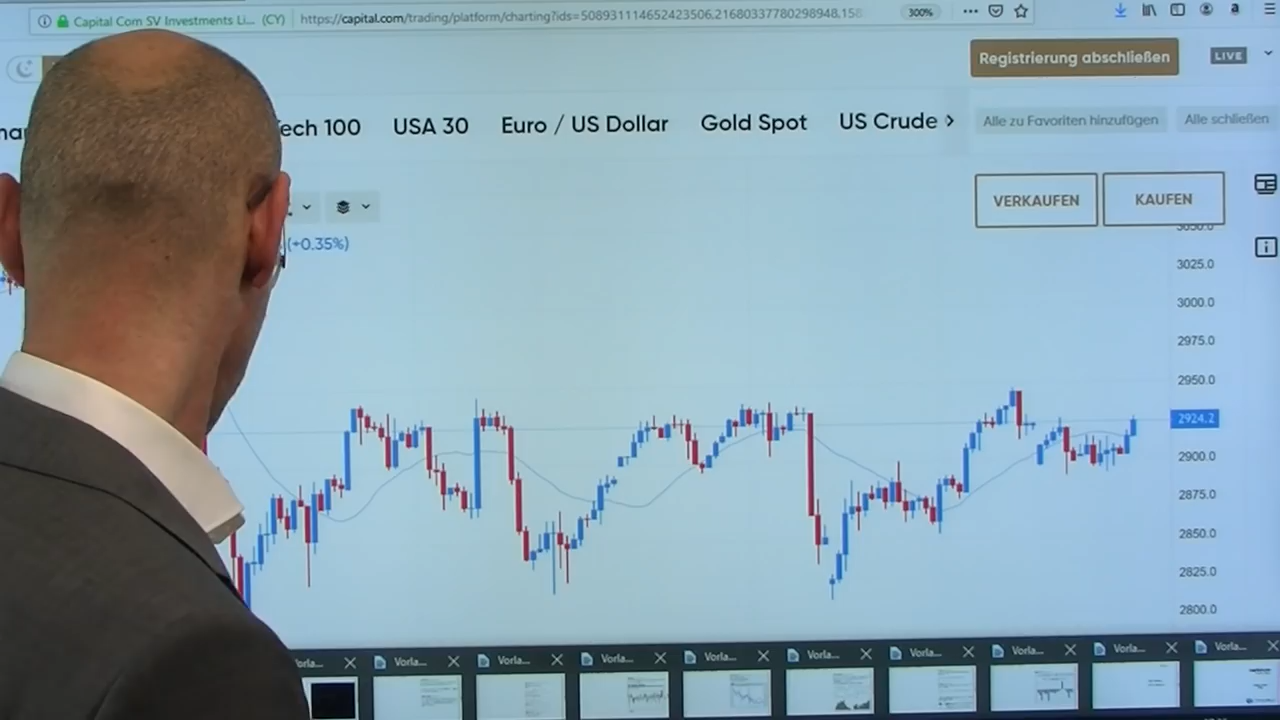 Capital Com SV Investments Li... (CY)
https://capital.com/trading/platform/charting?ids=508931114652423506,21680337780298948,158
300%
Registrierung abschließen
LIVE
Tech 100
USA 30
Euro / US Dollar
Gold Spot
US Crude
Alle zu Favoriten hinzufügen
Alle schließen
VERKAUFEN
KAUFEN
(+0.35%)
3050.0
3025.0
3000.0
2975.0
2950.0
2924.2
2900.0
2875.0
2850.0
2825.0
2800.0
Vorla...
Vorla...
Vorla...
Vorla...
Vorla...
Vorla...
Vorla...
Vorla...
Vorla...